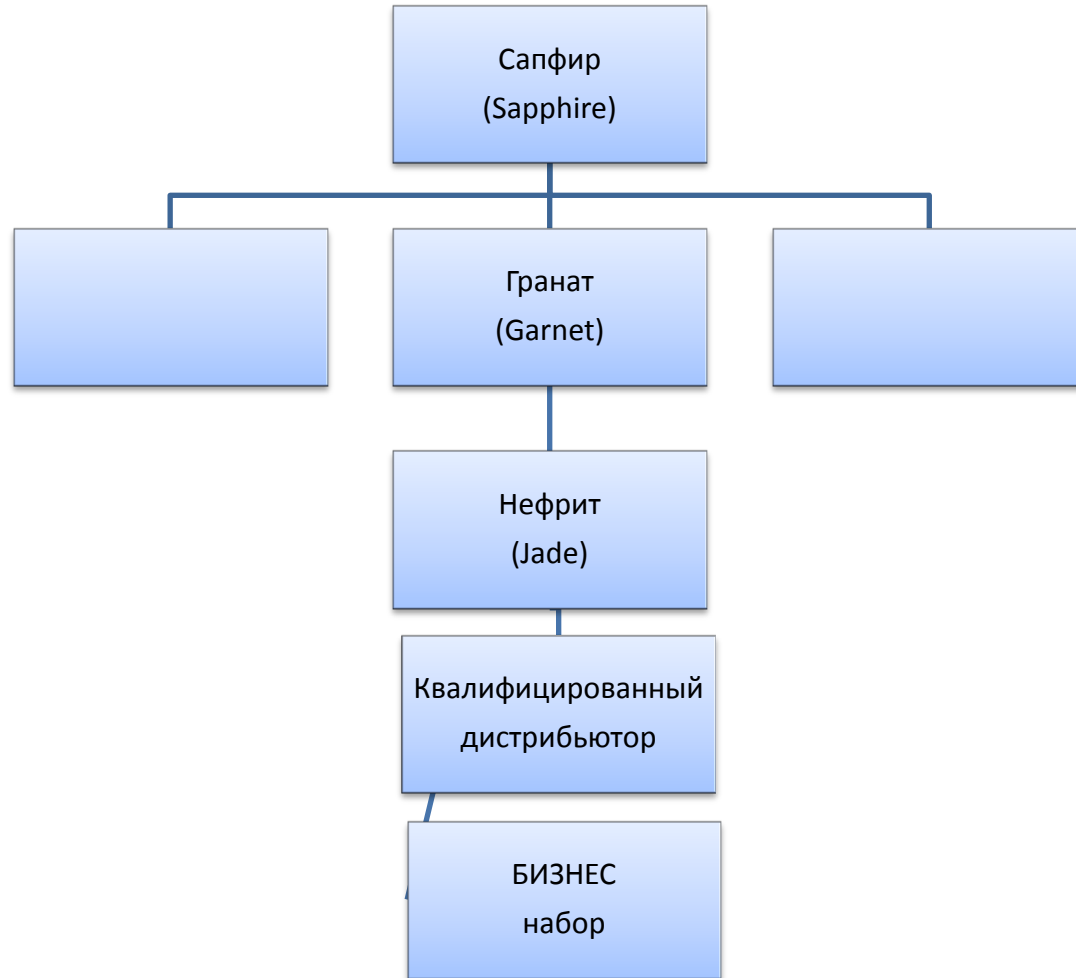 Сапфир
(Sapphire)
Гранат
(Garnet)
Нефрит
(Jade)
Квалифицированный
дистрибьютор
БИЗНЕС
набор